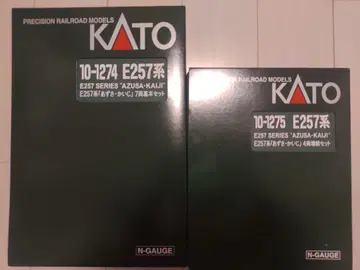 PRECISION RAILROAD MODELS
KATO
10-1274 E257系
E257 SERIES "AZUSA・KAIJI"
E257系「あずさ・かいじ」 7両基本セット
N-GAUGE
PRECISION RAILROAD MODELS
KATO
10-1275 E257系
E257 SERIES "AZUSA・KAIJI"
E257系「あずさ・かいじ」 4両増結セット
N-GAUGE